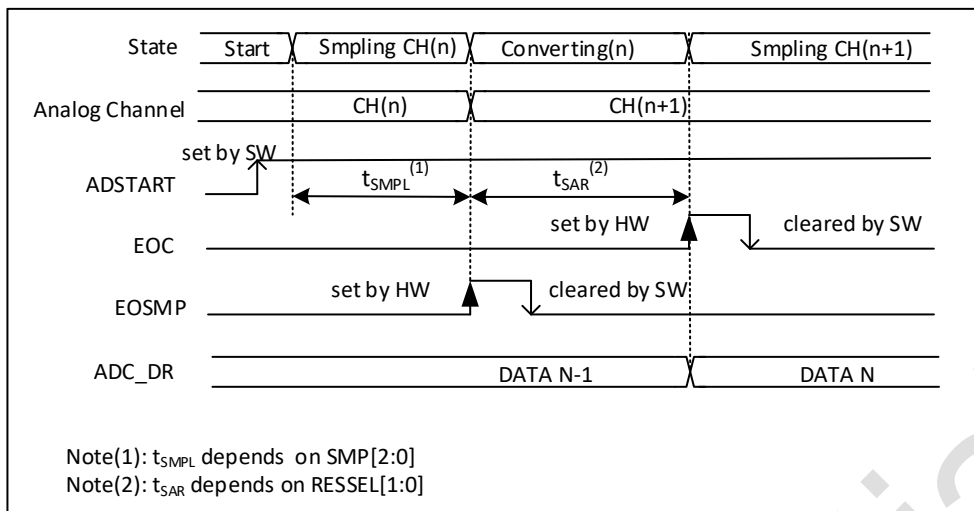 State Start Smpling CH(n) Converting(n) Smpling CH(n+1)
Analog Channel CH(n) CH(n+1)
set by SW
ADSTART tSMPL(1) tSAR(2)
set by HW cleared by SW
EOC
set by HW cleared by SW
EOSMP
ADC_DR DATA N-1 DATA N
Note(1): tSMPL depends on SMP[2:0]
Note(2): tSAR depends on RESSEL[1:0]